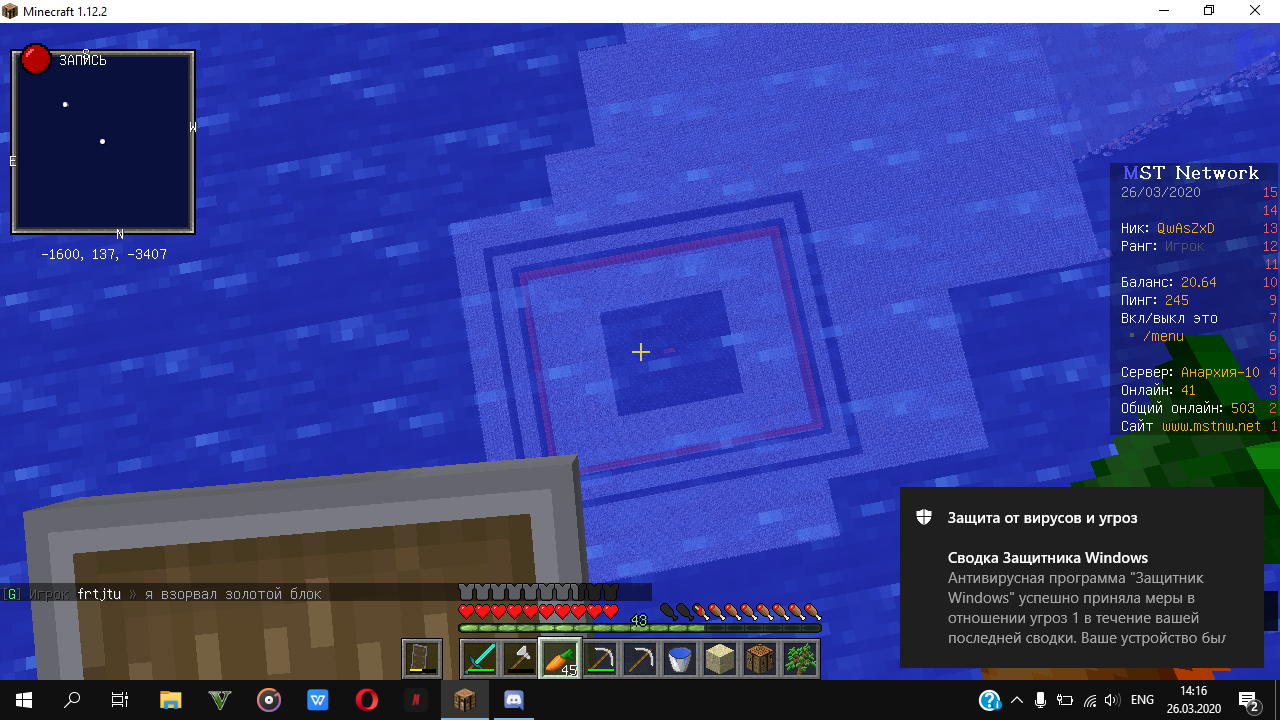 Minecraft 1.12.2
S
ЗАПИСЬ
W
E
N
-1600, 137, -3407
MST Network
26/03/2020 15
14
Ник: QwAsZxD 13
Ранг: Игрок 12
11
Баланс: 20.64 10
Пинг: 245 9
Вкл/выкл это 7
/menu 6
5
Сервер: Анархия-10 4
Онлайн: 41 3
Общий онлайн: 503 2
Сайт www.mstnw.net 1
Защита от вирусов и угроз
Сводка Защитника Windows
Антивирусная программа "Защитник
Windows" успешно приняла меры в
отношении угроз 1 в течение вашей
последней сводки. Ваше устройство был
[G] Игрок frtjtu » я взорвал золотой блок
43
45
ENG
14:16
26.03.2020
2